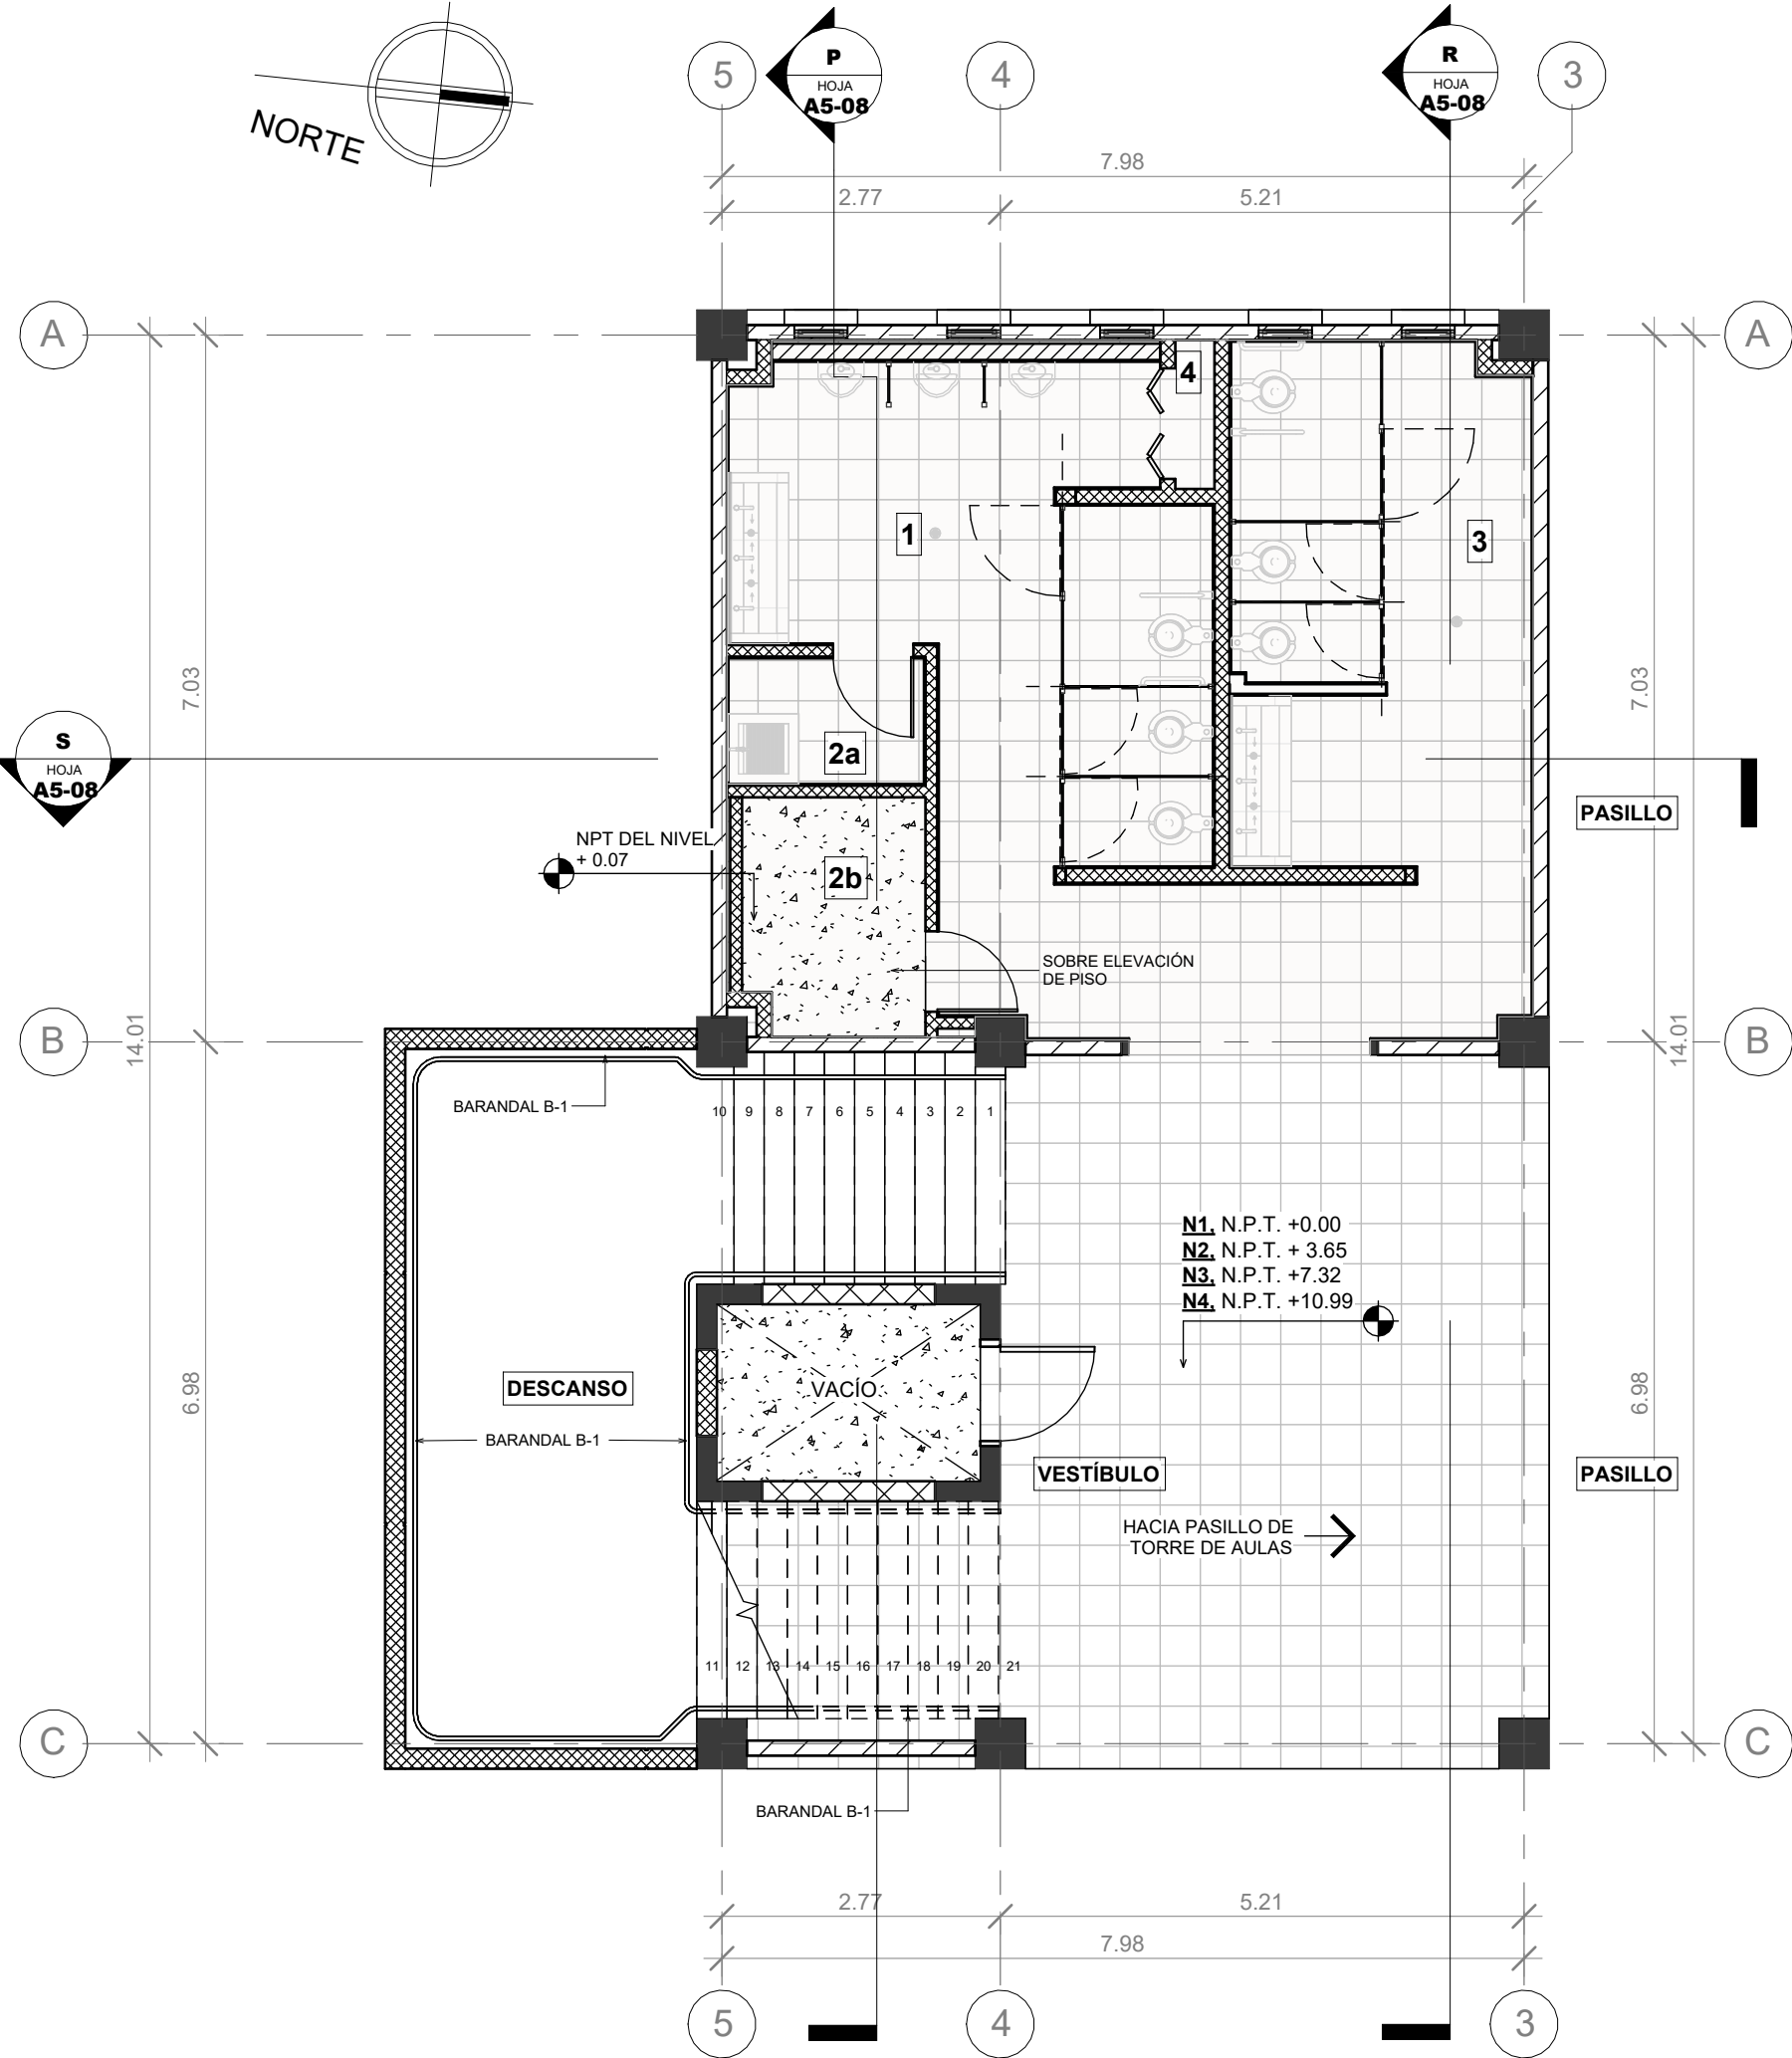 NORTE
5
P
HOJA
A5-08
4
R
HOJA
A5-08
3
7.98
2.77
5.21
A
A
4
1
3
7.03
7.03
S
HOJA
A5-08
2a
PASILLO
NPT DEL NIVEL
+ 0.07
2b
SOBRE ELEVACIÓN
DE PISO
B
14.01
14.01
B
BARANDAL B-1
10 9 8 7 6 5 4 3 2 1
N1, N.P.T. +0.00
N2, N.P.T. + 3.65
N3, N.P.T. +7.32
N4, N.P.T. +10.99
6.98
DESCANSO
VACÍO
6.98
BARANDAL B-1
VESTÍBULO
PASILLO
HACIA PASILLO DE
TORRE DE AULAS
11 12 13 14 15 16 17 18 19 20 21
C
C
BARANDAL B-1
2.77
5.21
7.98
5
4
3